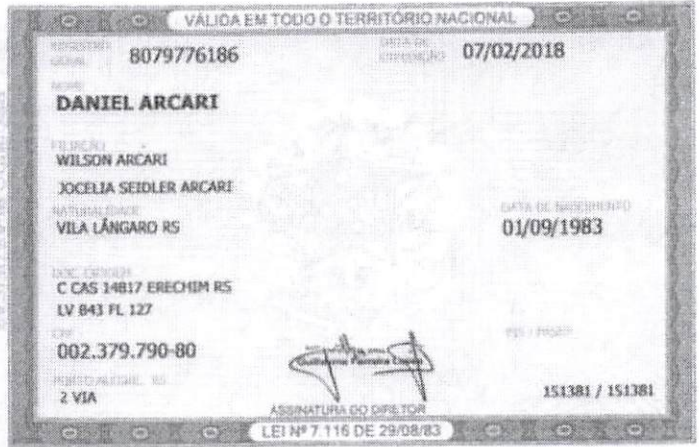 VÁLIDA EM TODO O TERRITÓRIO NACIONAL
REGISTRO GERAL 8079776186 DATA DE EXPEDIÇÃO 07/02/2018
NOME
DANIEL ARCARI
FILIAÇÃO
WILSON ARCARI
JOCELIA SEIDLER ARCARI
NATURALIDADE DATA DE NASCIMENTO
VILA LÂNGARO RS 01/09/1983
DOC. ORIGEM
C CAS 14817 ERECHIM RS
LV B43 FL 127
CPF PIS / PASEP
002.379.790-80
PORTO ALEGRE, RS
2 VIA 151381 / 151381
ASSINATURA DO DIRETOR
LEI Nº 7.116 DE 29/08/83